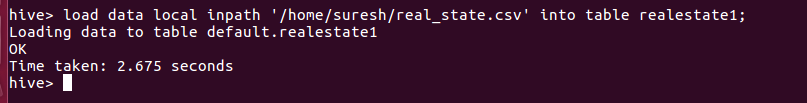 hive> load data local inpath '/home/suresh/real_state.csv' into table realestate1;
Loading data to table default.realestate1
OK
Time taken: 2.675 seconds
hive>